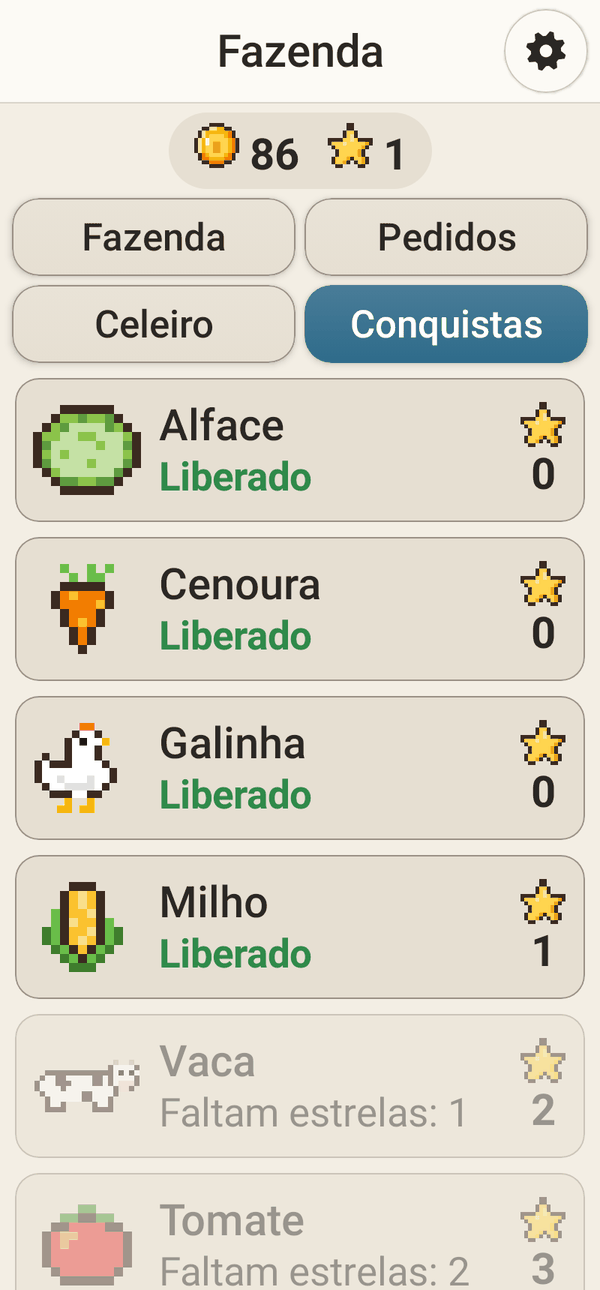 Fazenda
86 1
Fazenda
Pedidos
Celeiro
Conquistas
Alface
Liberado
0
Cenoura
Liberado
0
Galinha
Liberado
0
Milho
Liberado
1
Vaca
Faltam estrelas: 1
2
Tomate
Faltam estrelas: 2
3